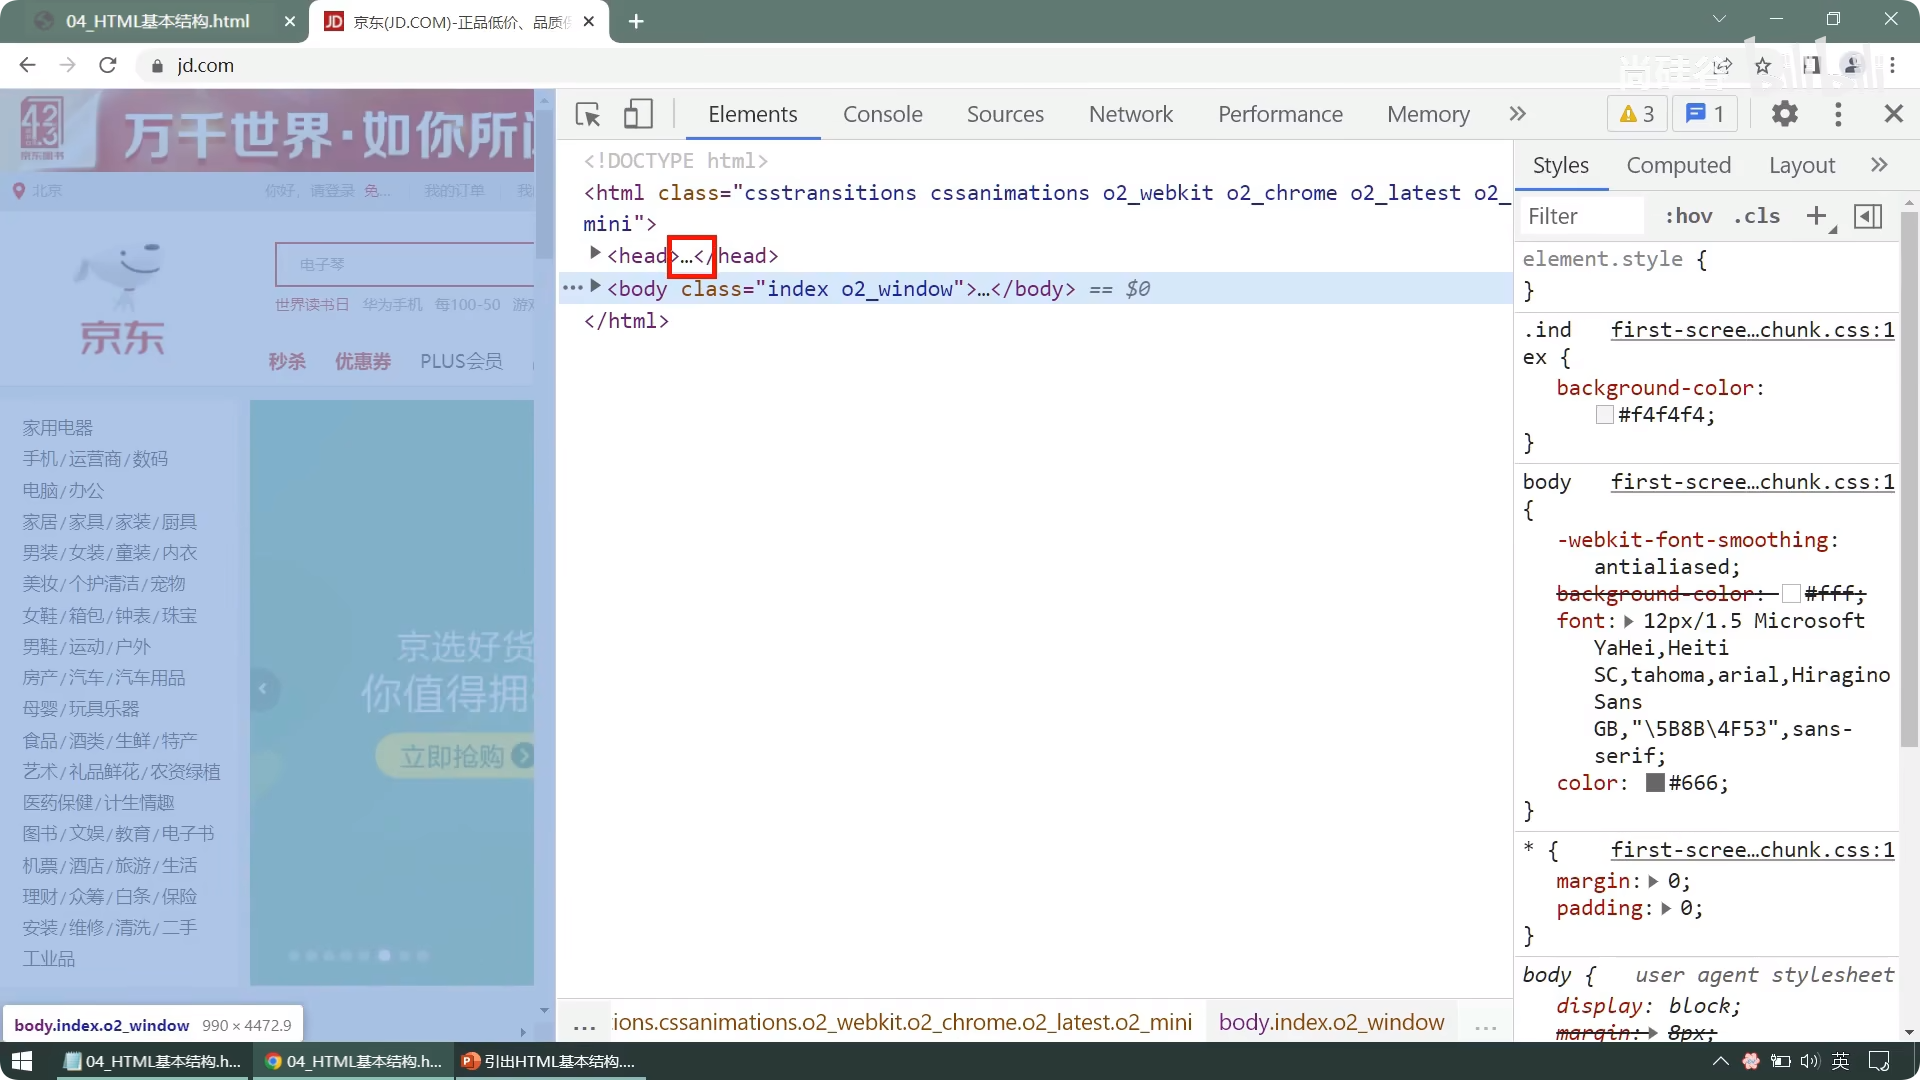 04_HTML基本结构.html
京东(JD.COM)-正品低价、品质
jd.com
尚硅谷
bilibili
423
京东图书
万千世界·如你所
北京
你好，请登录 免... 我的订单 我
电子琴
世界读书日 华为手机 每100-50 游
京东
秒杀 优惠券 PLUS会员
家用电器
手机/运营商/数码
电脑/办公
家居/家具/家装/厨具
男装/女装/童装/内衣
美妆/个护清洁/宠物
女鞋/箱包/钟表/珠宝
男鞋/运动/户外
房产/汽车/汽车用品
母婴/玩具乐器
食品/酒类/生鲜/特产
艺术/礼品鲜花/农资绿植
医药保健/计生情趣
图书/文娱/教育/电子书
机票/酒店/旅游/生活
理财/众筹/白条/保险
安装/维修/清洗/二手
工业品
京选好货
你值得拥
立即抢购
body.index.o2_window 990 × 4472.9
Elements Console Sources Network Performance Memory » 3 1
<!DOCTYPE html>
<html class="csstransitions cssanimations o2_webkit o2_chrome o2_latest o2_
mini">
<head>…</head>
<body class="index o2_window">…</body> == $0
</html>
... ions.cssanimations.o2_webkit.o2_chrome.o2_latest.o2_mini body.index.o2_window ...
Styles Computed Layout »
Filter :hov .cls +
element.style {
}
.ind first-scree…chunk.css:1
ex {
background-color:
#f4f4f4;
}
body first-scree…chunk.css:1
{
-webkit-font-smoothing:
antialiased;
background-color: #fff;
font: 12px/1.5 Microsoft
YaHei,Heiti
SC,tahoma,arial,Hiragino
Sans
GB,"\5B8B\4F53",sans-
serif;
color: #666;
}
* { first-scree…chunk.css:1
margin: 0;
padding: 0;
}
body { user agent stylesheet
display: block;
margin: 8px;
04_HTML基本结构.h... 04_HTML基本结构.h... 引出HTML基本结构.... 英